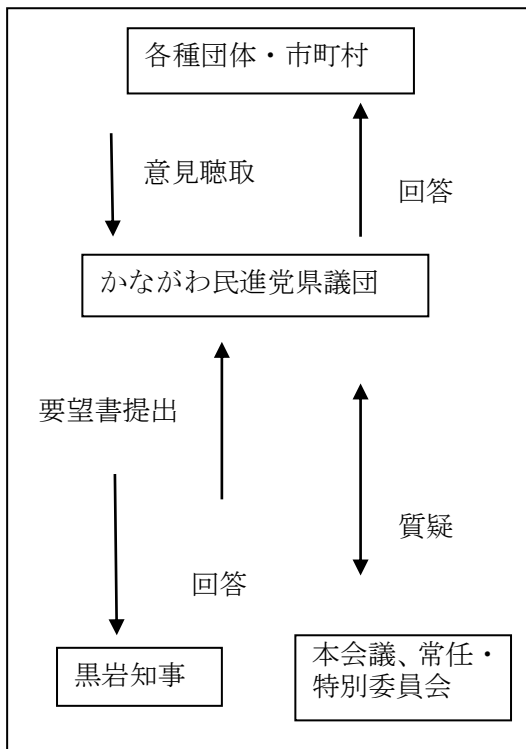 各種団体・市町村
意見聴取
回答
かながわ民進党県議団
要望書提出
質疑
回答
黒岩知事
本会議、常任・
特別委員会